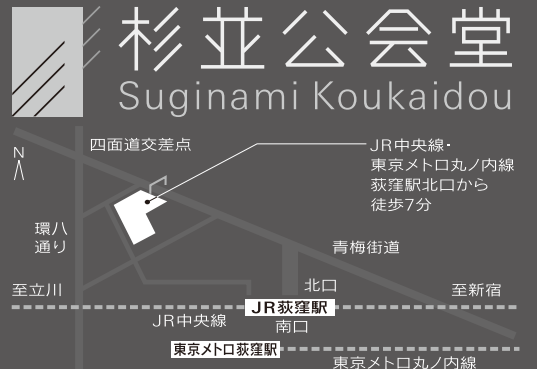 杉並公会堂
Suginami Koukaidou
四面道交差点
N
JR中央線・
東京メトロ丸ノ内線
荻窪駅北口から
徒歩7分
環八
通り
青梅街道
至立川
北口
至新宿
JR荻窪駅
JR中央線
南口
東京メトロ荻窪駅
東京メトロ丸ノ内線